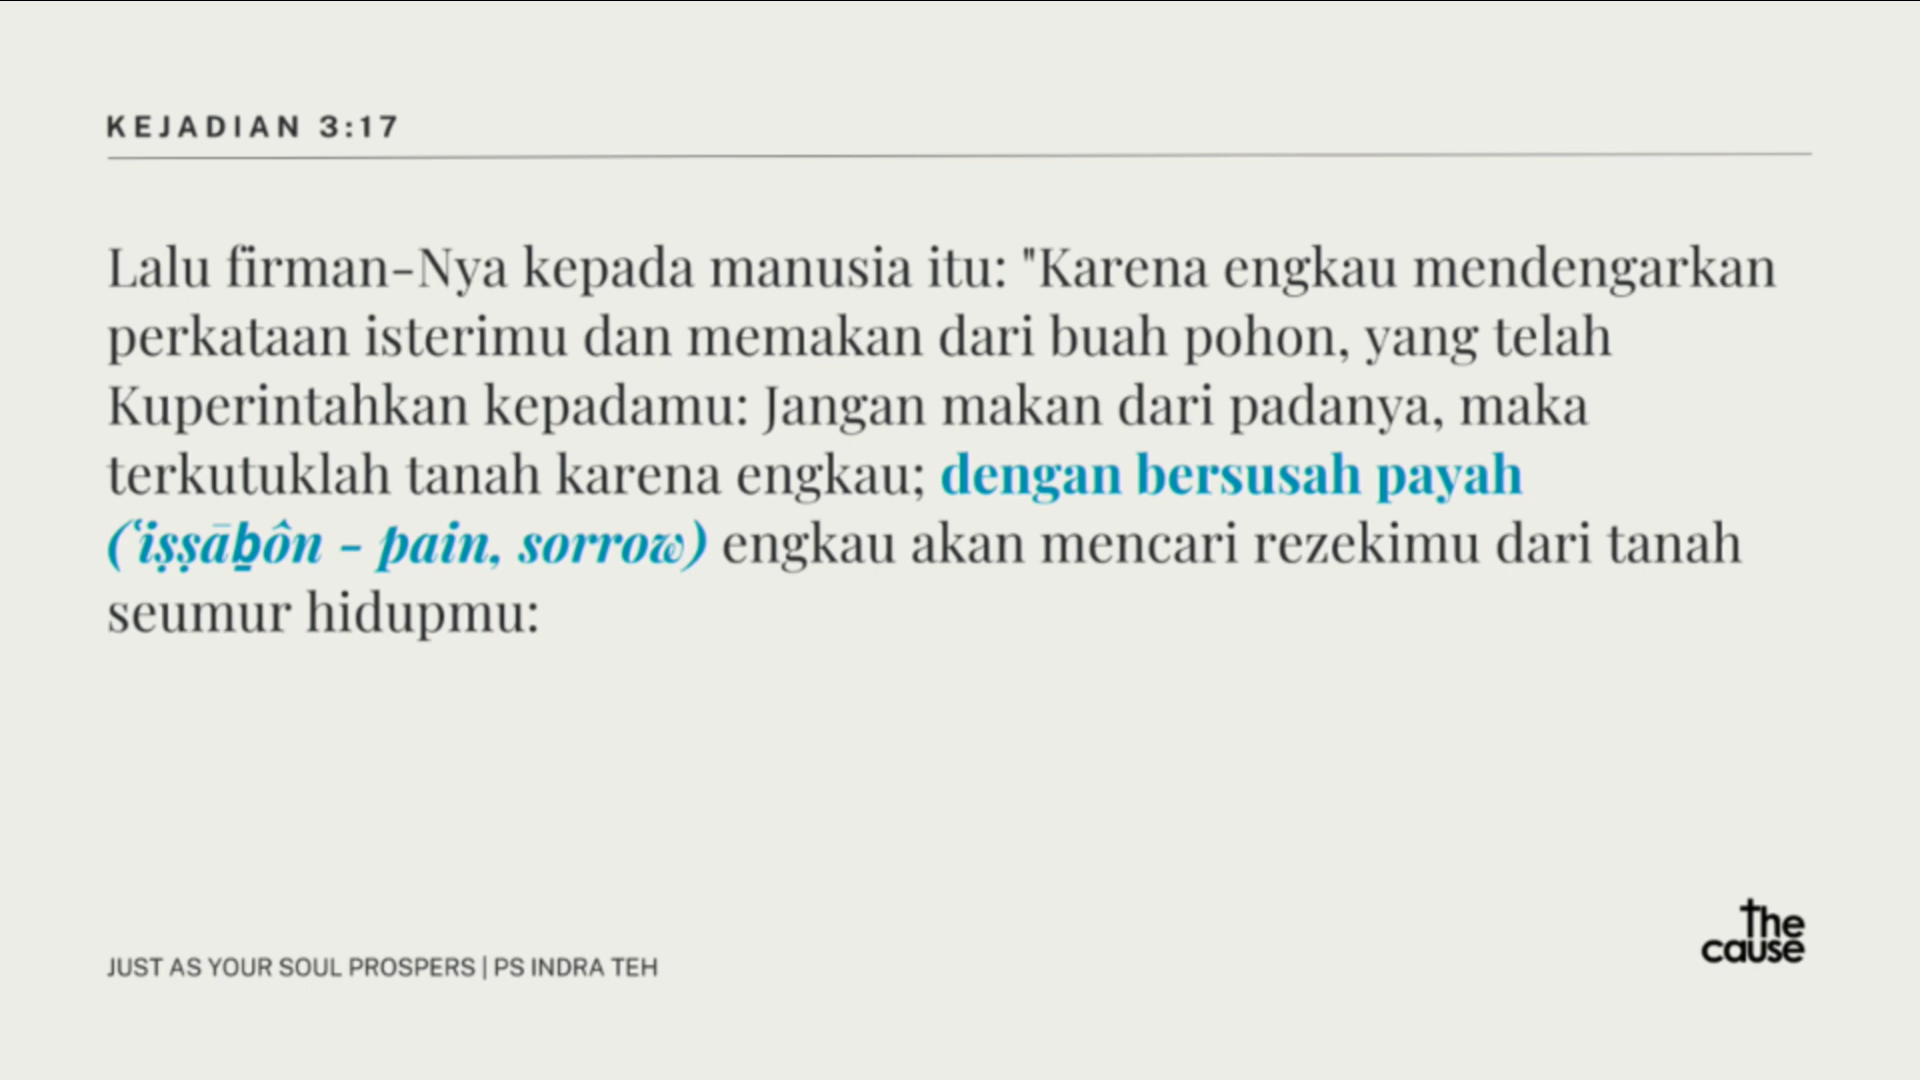 KEJADIAN 3:17
Lalu firman-Nya kepada manusia itu: "Karena engkau mendengarkan
perkataan isterimu dan memakan dari buah pohon, yang telah
Kuperintahkan kepadamu: Jangan makan dari padanya, maka
terkutuklah tanah karena engkau; dengan bersusah payah
(ʿiṣṣāḇôn - pain, sorrow) engkau akan mencari rezekimu dari tanah
seumur hidupmu:
JUST AS YOUR SOUL PROSPERS | PS INDRA TEH
the
cause